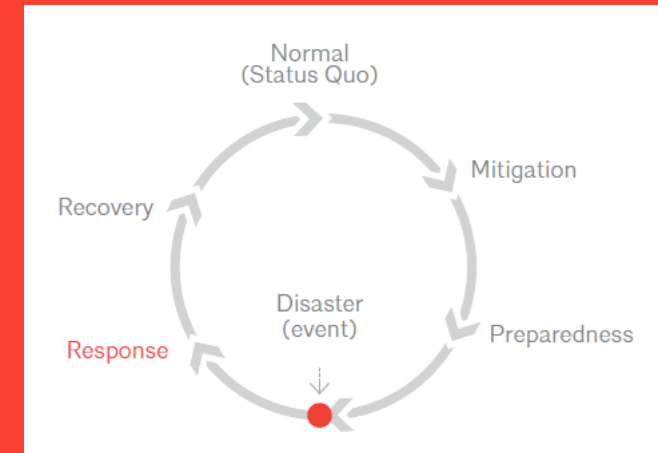 Normal
(Status Quo)
Mitigation
Recovery
Disaster
(event)
Preparedness
Response